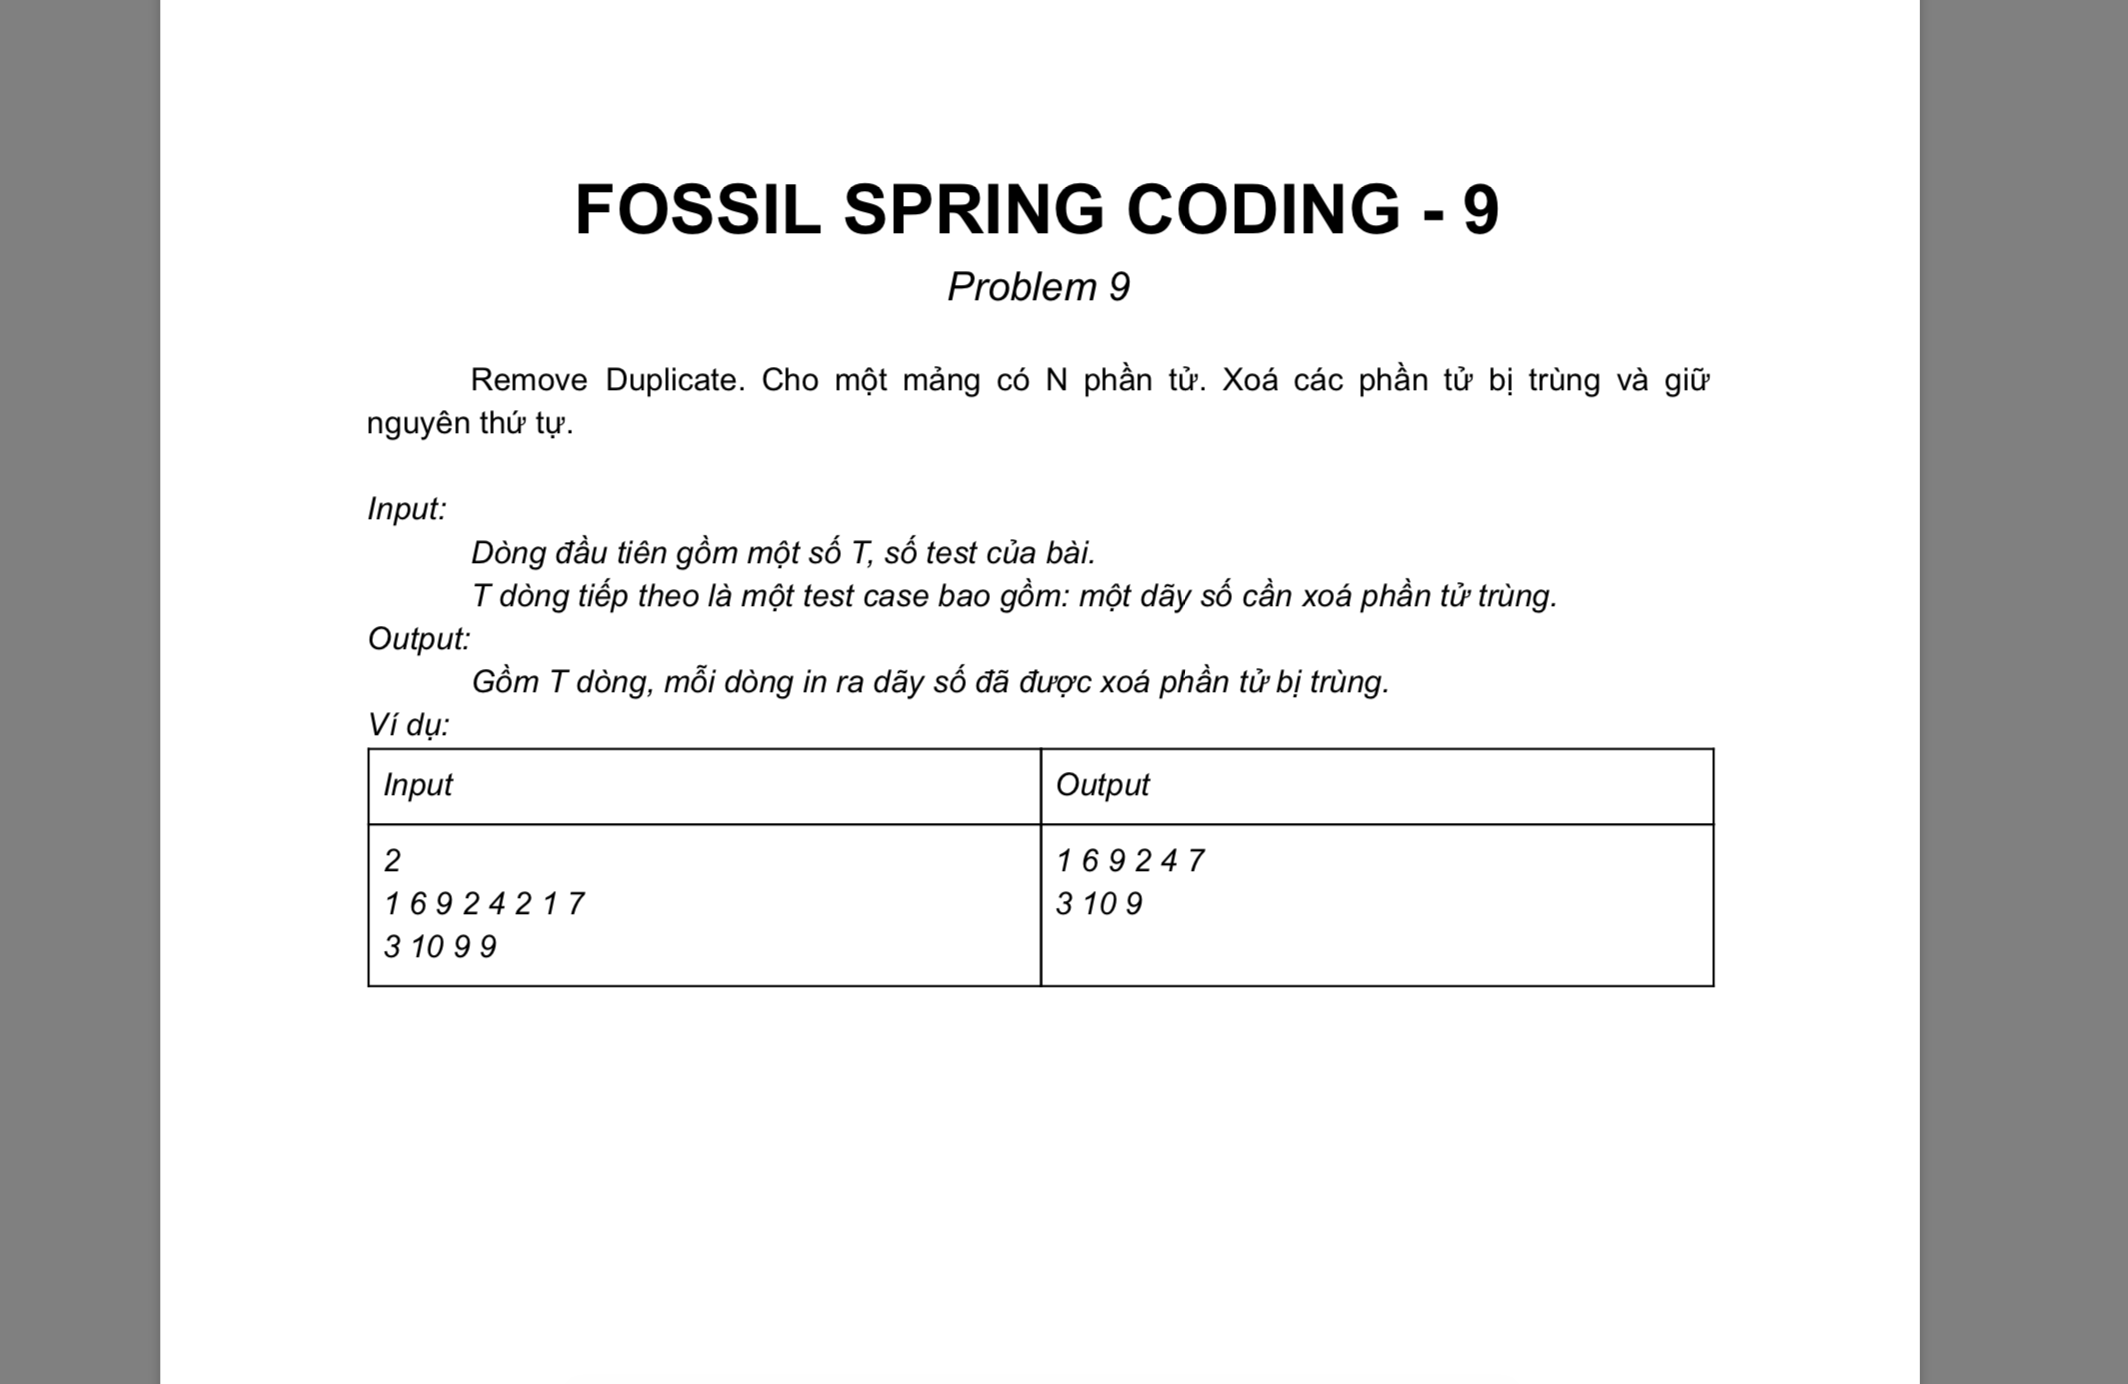 FOSSIL SPRING CODING - 9
Problem 9
Remove Duplicate. Cho một mảng có N phần tử. Xoá các phần tử bị trùng và giữ
nguyên thứ tự.
Input:
Dòng đầu tiên gồm một số T, số test của bài.
T dòng tiếp theo là một test case bao gồm: một dãy số cần xoá phần tử trùng.
Output:
Gồm T dòng, mỗi dòng in ra dãy số đã được xoá phần tử bị trùng.
Ví dụ:
Input Output
2 1 6 9 2 4 7
1 6 9 2 4 2 1 7 3 10 9
3 10 9 9